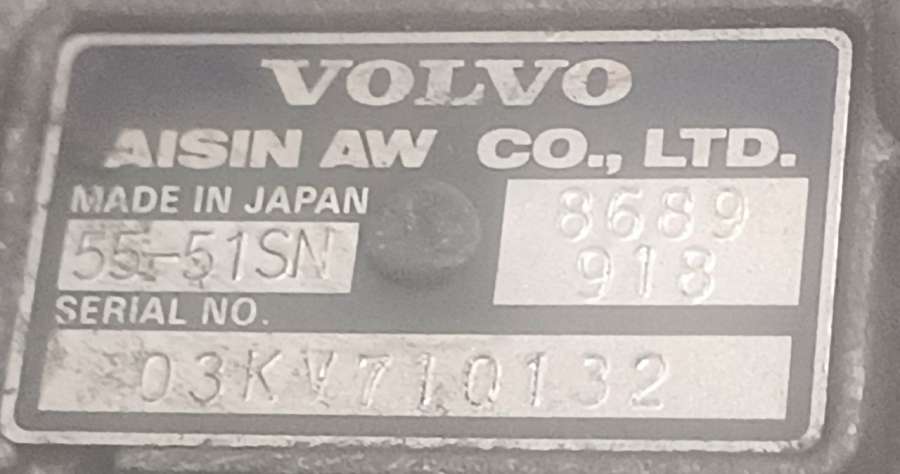 VOLVO
AISIN AW CO., LTD.
MADE IN JAPAN
55-51SN
8689
918
SERIAL NO.
03KV710132